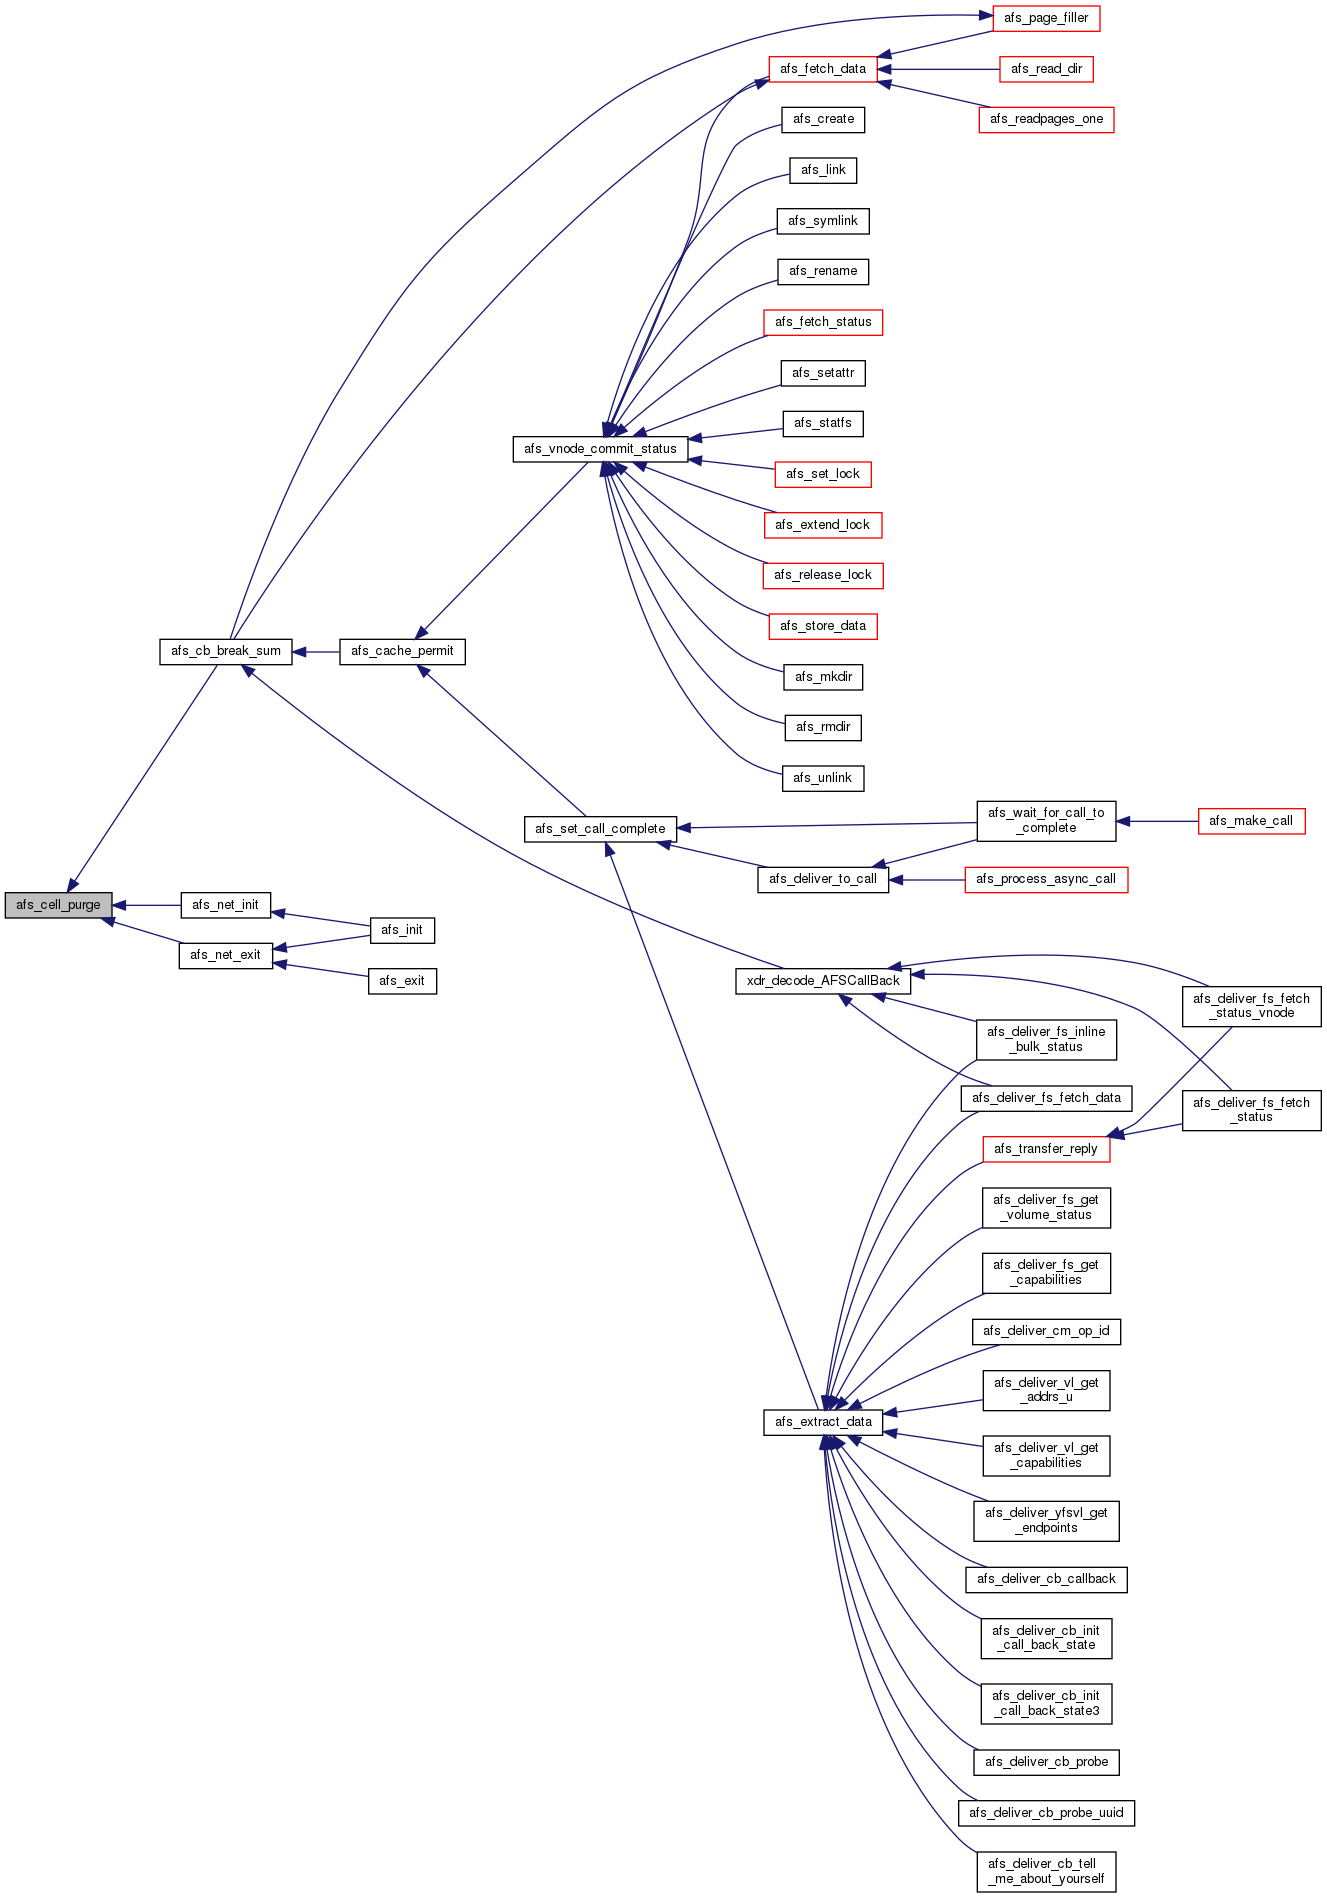 afs_page_filler
afs_fetch_data
afs_read_dir
afs_readpages_one
afs_create
afs_link
afs_symlink
afs_rename
afs_fetch_status
afs_setattr
afs_statfs
afs_vnode_commit_status
afs_set_lock
afs_extend_lock
afs_release_lock
afs_store_data
afs_cb_break_sum
afs_cache_permit
afs_mkdir
afs_rmdir
afs_unlink
afs_set_call_complete
afs_wait_for_call_to
_complete
afs_make_call
afs_deliver_to_call
afs_process_async_call
afs_cell_purge
afs_net_init
afs_init
afs_net_exit
afs_exit
xdr_decode_AFSCallBack
afs_deliver_fs_fetch
_status_vnode
afs_deliver_fs_inline
_bulk_status
afs_deliver_fs_fetch_data
afs_deliver_fs_fetch
_status
afs_transfer_reply
afs_deliver_fs_get
_volume_status
afs_deliver_fs_get
_capabilities
afs_deliver_cm_op_id
afs_deliver_vl_get
_addrs_u
afs_extract_data
afs_deliver_vl_get
_capabilities
afs_deliver_yfsvl_get
_endpoints
afs_deliver_cb_callback
afs_deliver_cb_init
_call_back_state
afs_deliver_cb_init
_call_back_state3
afs_deliver_cb_probe
afs_deliver_cb_probe_uuid
afs_deliver_cb_tell
_me_about_yourself